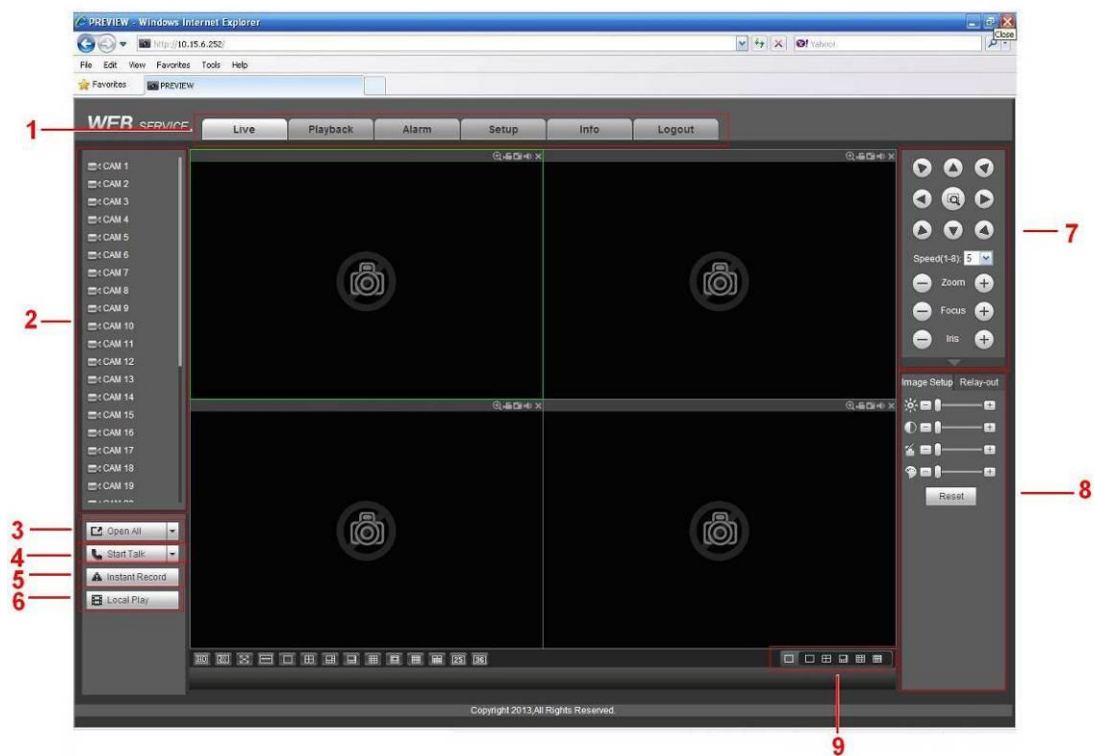 PREVIEW - Windows Internet Explorer
Close
http://10.15.6.252/
Yahoo!
File Edit View Favorites Tools Help
Favorites PREVIEW
WEB SERVICE
1
Live Playback Alarm Setup Info Logout
CAM 1
CAM 2
CAM 3
CAM 4
CAM 5
CAM 6
CAM 7
CAM 8
CAM 9
CAM 10
CAM 11
CAM 12
CAM 13
CAM 14
CAM 15
CAM 16
CAM 17
CAM 18
CAM 19
2
3 Open All
4 Start Talk
5 Instant Record
6 Local Play
7
Speed(1-8): 5
Zoom
Focus
Iris
Image Setup Relay-out
8
Reset
25 36
9
Copyright 2013,All Rights Reserved.